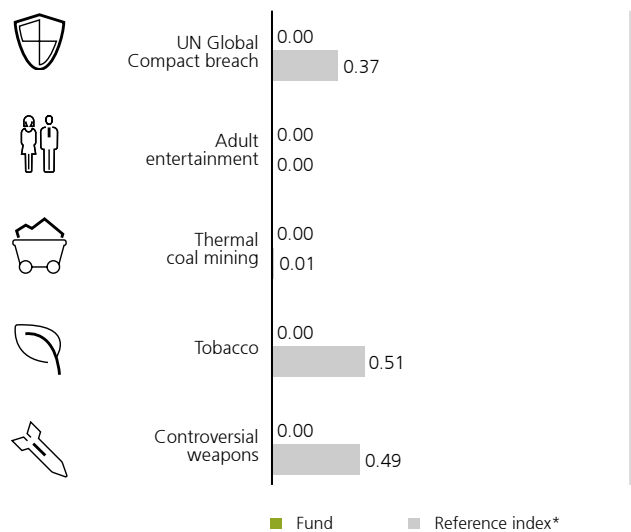 UN Global
Compact breach
0.00
0.37
Adult
entertainment
0.00
0.00
Thermal
coal mining
0.00
0.01
Tobacco
0.00
0.51
Controversial
weapons
0.00
0.49
Fund
Reference index*